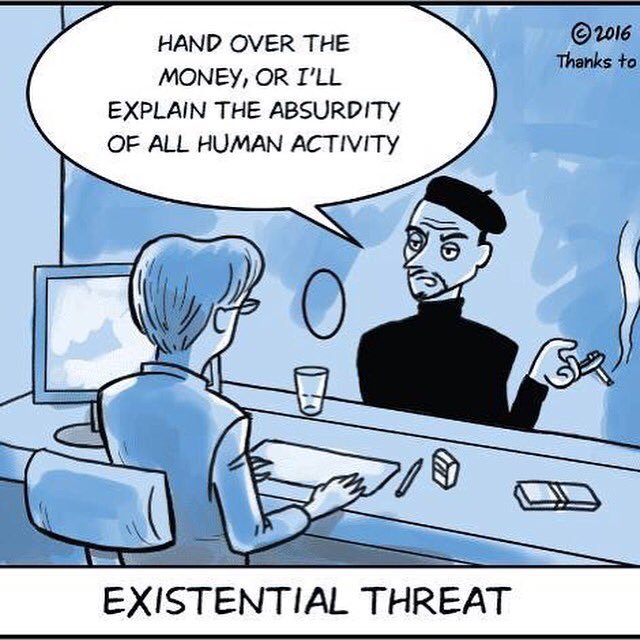 HAND OVER THE
MONEY, OR I'LL
EXPLAIN THE ABSURDITY
OF ALL HUMAN ACTIVITY
©2016
Thanks to
EXISTENTIAL THREAT